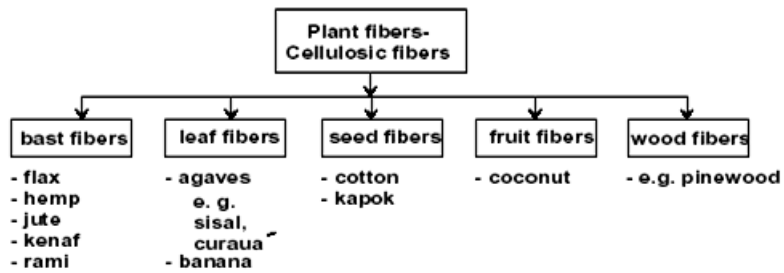 Plant fibers-
Cellulosic fibers
bast fibers
- flax
- hemp
- jute
- kenaf
- rami
leaf fibers
- agaves
e. g.
sisal,
curaua
- banana
seed fibers
- cotton
- kapok
fruit fibers
- coconut
wood fibers
- e.g. pinewood